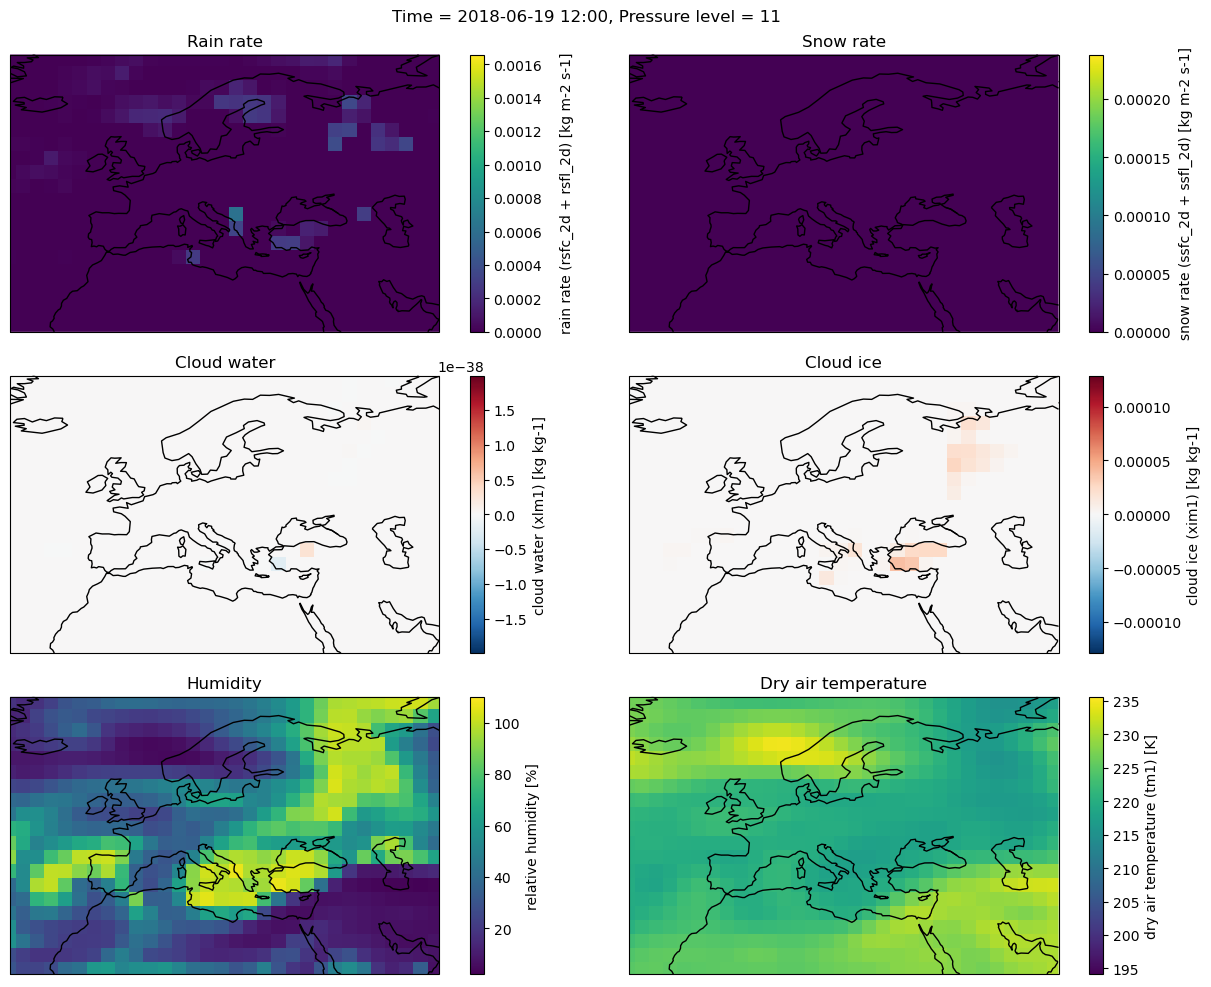 Time = 2018-06-19 12:00, Pressure level = 11
Rain rate
0.0016
0.0014
0.0012
0.0010
0.0008
0.0006
0.0004
0.0002
0.0000
rain rate (rsfc_2d + rsfl_2d) [kg m-2 s-1]
Snow rate
0.00020
0.00015
0.00010
0.00005
0.00000
snow rate (ssfc_2d + ssfl_2d) [kg m-2 s-1]
Cloud water
1e−38
1.5
1.0
0.5
0.0
−0.5
−1.0
−1.5
cloud water (xlm1) [kg kg-1]
Cloud ice
0.00010
0.00005
0.00000
−0.00005
−0.00010
cloud ice (xim1) [kg kg-1]
Humidity
100
80
60
40
20
relative humidity [%]
Dry air temperature
235
230
225
220
215
210
205
200
195
dry air temperature (tm1) [K]